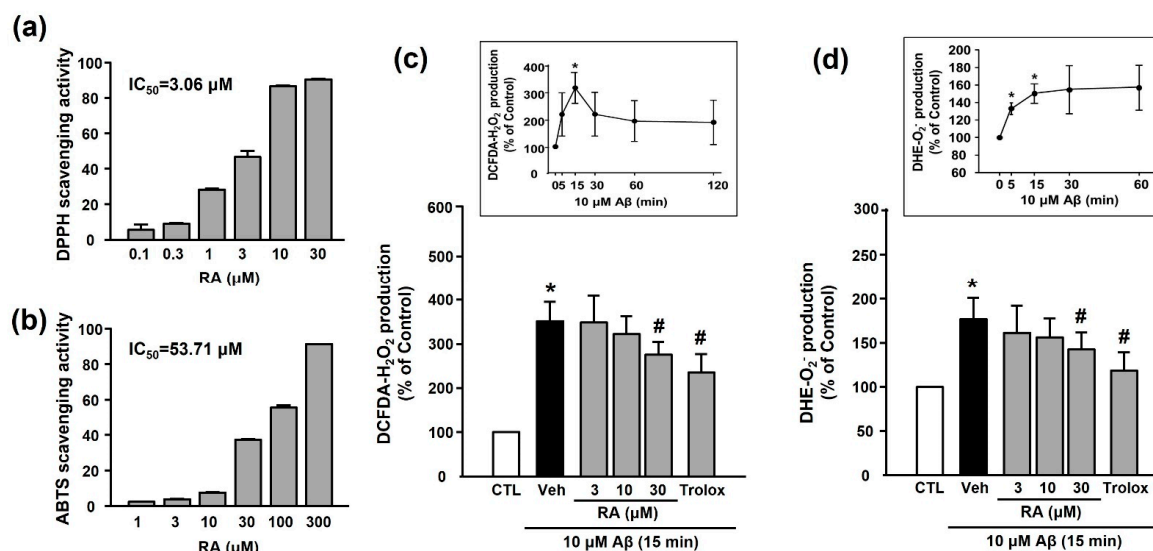 (a)
DPPH scavenging activity
100
80
60
40
20
0
IC50=3.06 µM
0.1 0.3 1 3 10 30
RA (µM)
(b)
ABTS scavenging activity
100
80
60
40
20
0
IC50=53.71 µM
1 3 10 30 100 300
RA (µM)
(c)
DCFDA-H2O2 production
(% of Control)
400
300
200
100
0
*
0 5 15 30 60 120
10 µM Aβ (min)
DCFDA-H2O2 production
(% of Control)
600
500
400
300
200
100
0
* # #
CTL Veh 3 10 30 Trolox
RA (µM)
10 µM Aβ (15 min)
(d)
DHE-O2- production
(% of Control)
200
180
160
140
120
100
80
60
* *
0 5 15 30 60
10 µM Aβ (min)
DHE-O2- production
(% of Control)
300
250
200
150
100
50
0
* # #
CTL Veh 3 10 30 Trolox
RA (µM)
10 µM Aβ (15 min)